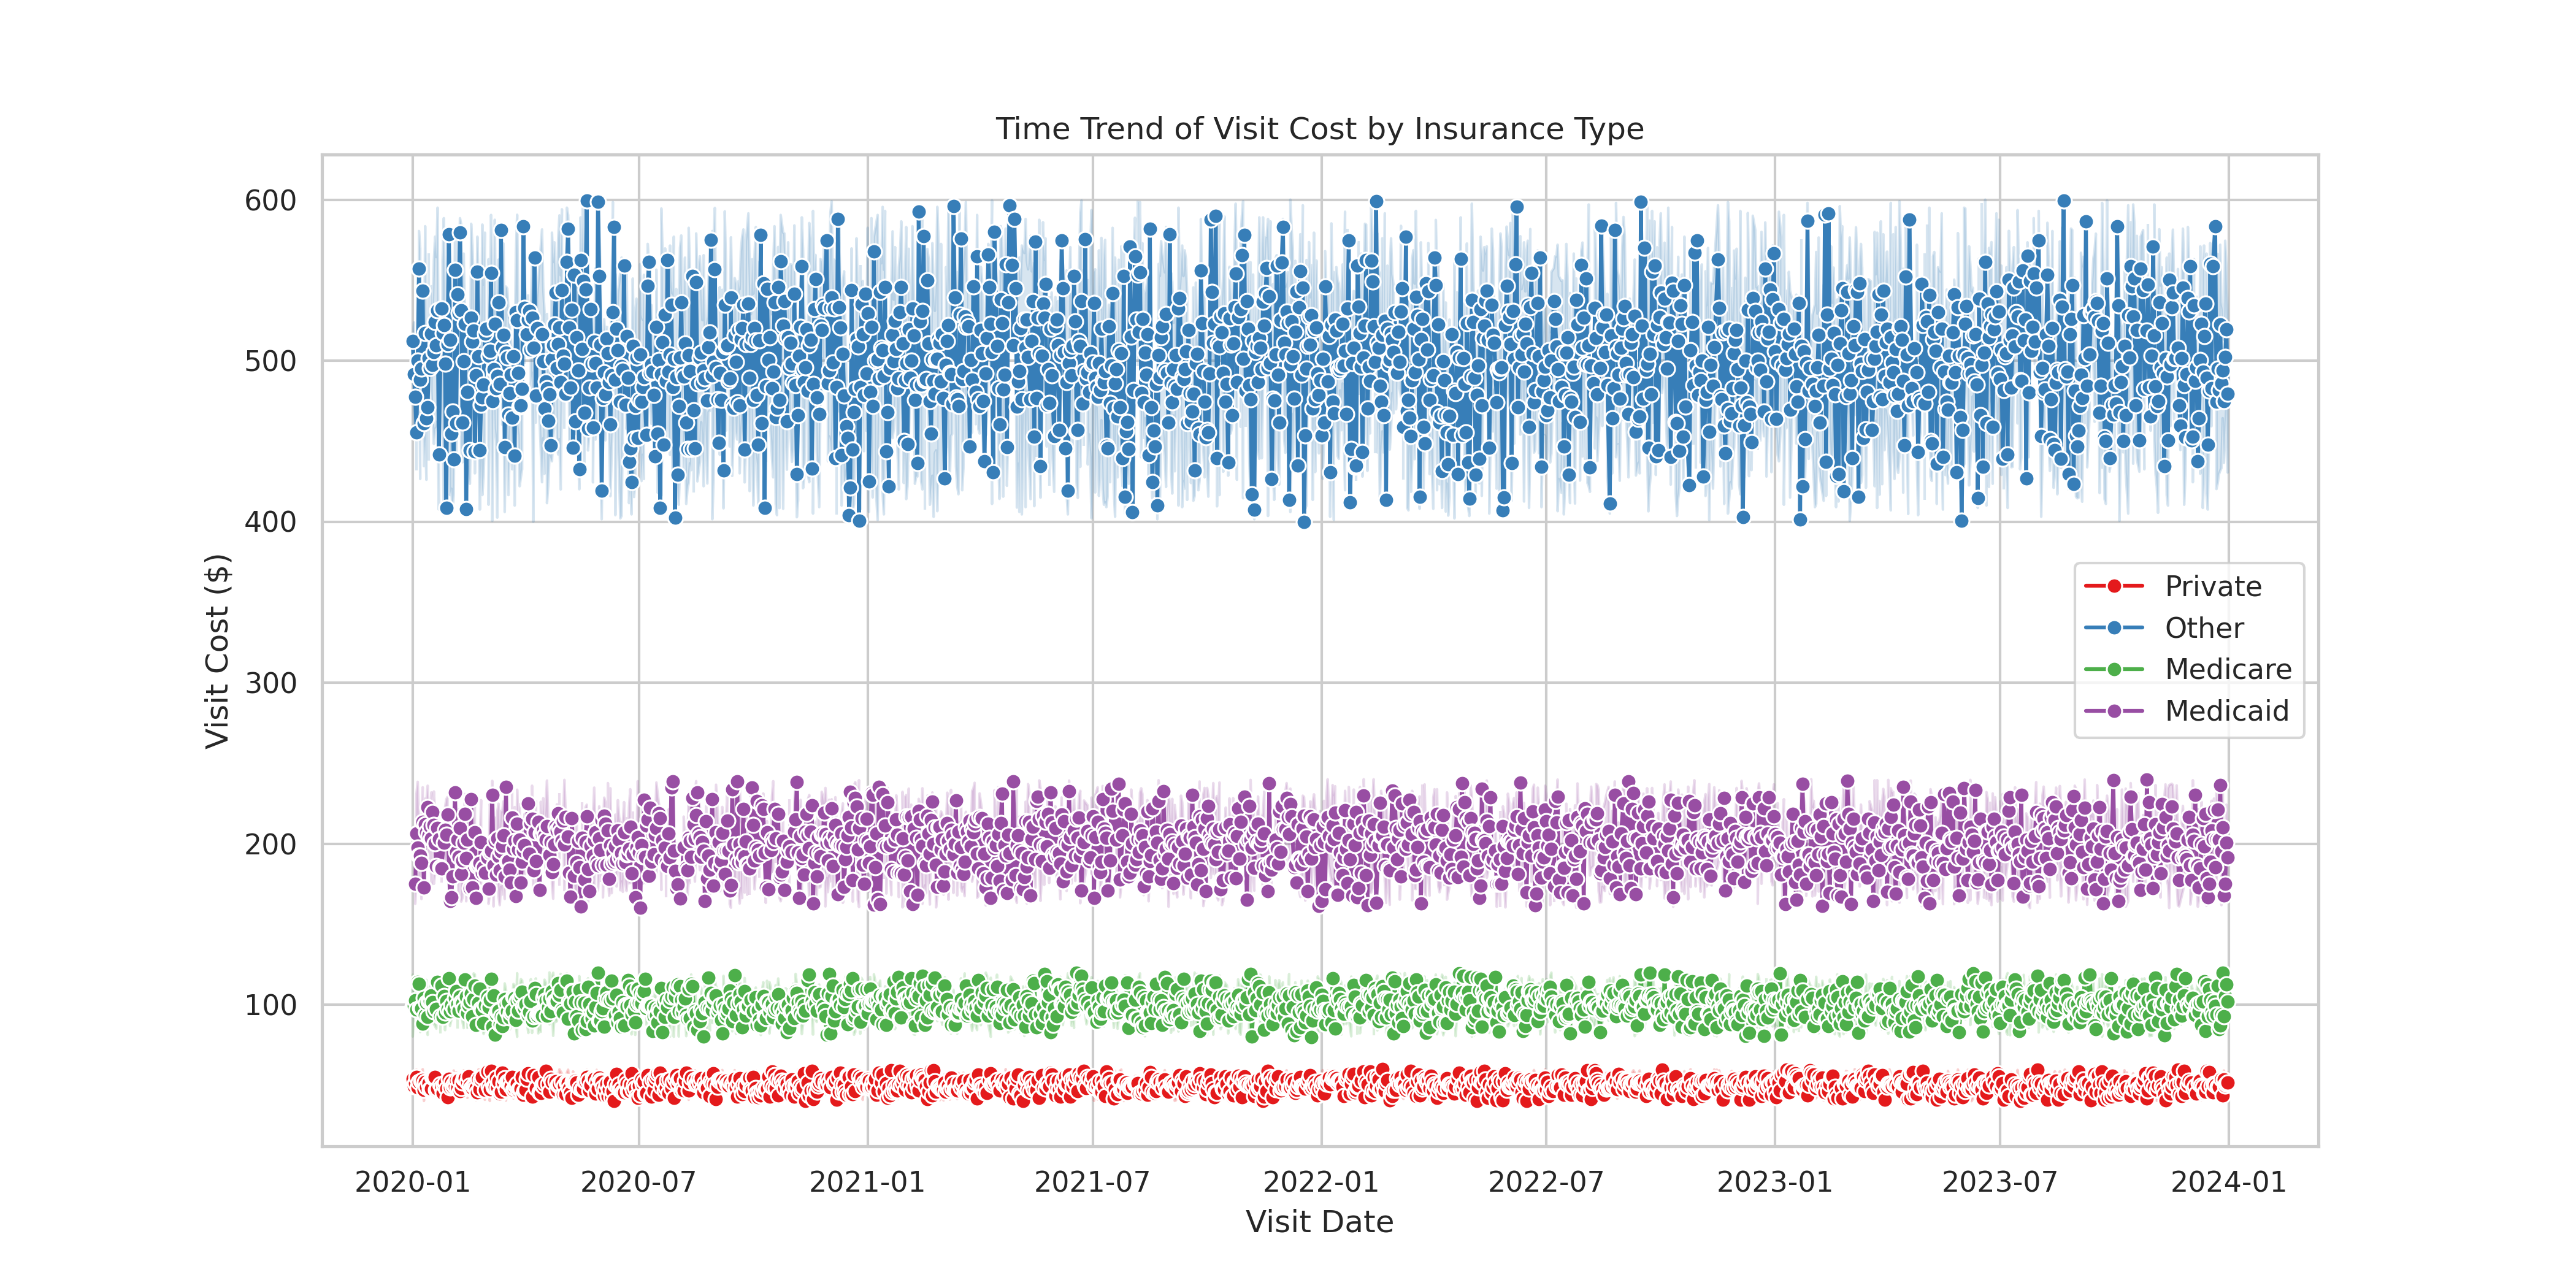 Time Trend of Visit Cost by Insurance Type
600
500
400
300
200
100
Visit Cost ($)
Private
Other
Medicare
Medicaid
2020-01
2020-07
2021-01
2021-07
2022-01
2022-07
2023-01
2023-07
2024-01
Visit Date